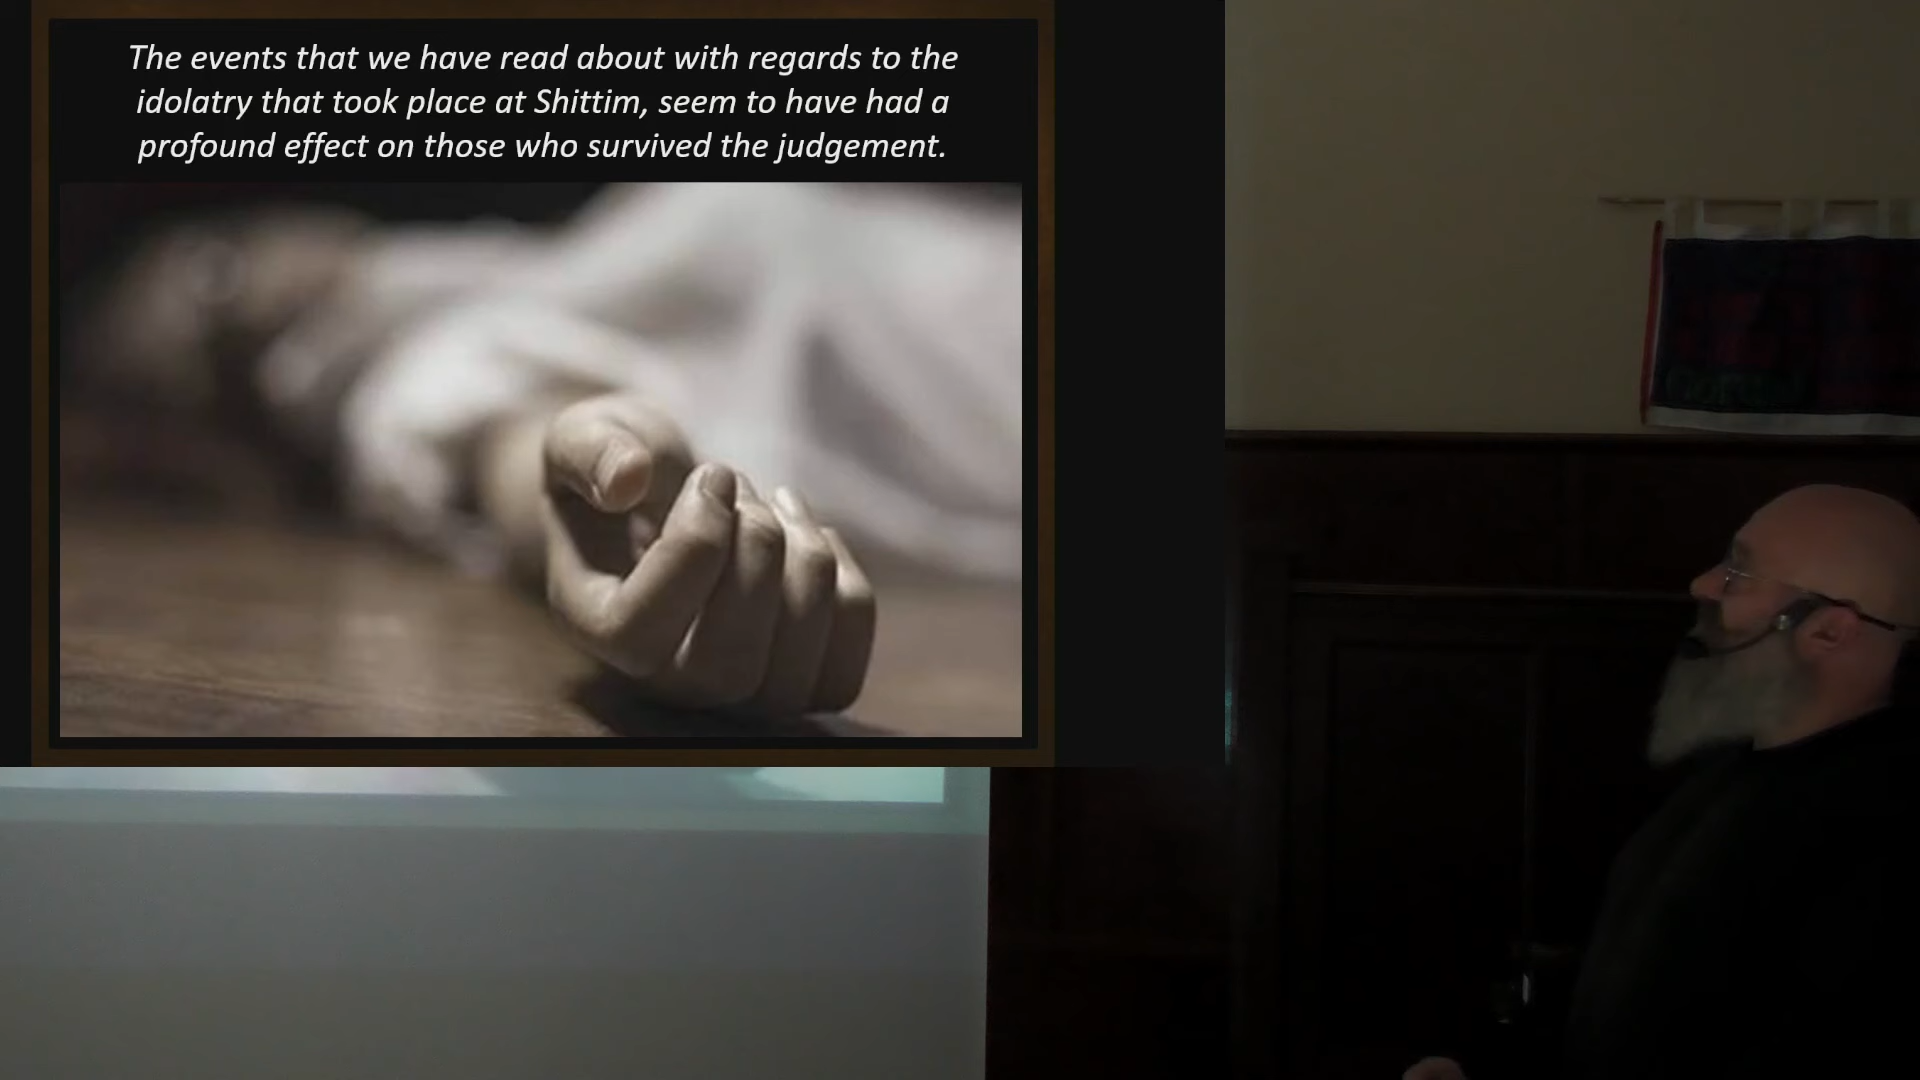 The events that we have read about with regards to the
idolatry that took place at Shittim, seem to have had a
profound effect on those who survived the judgement.